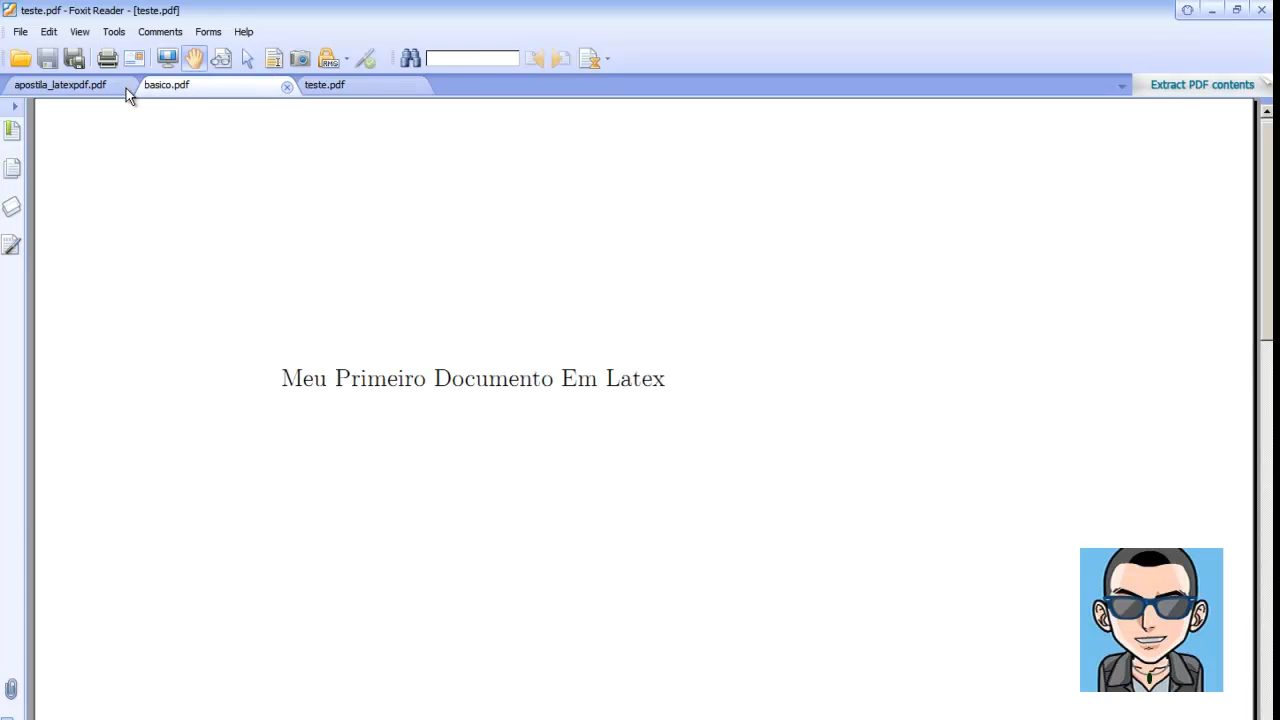 teste.pdf - Foxit Reader - [teste.pdf]
File Edit View Tools Comments Forms Help
apostila_latexpdf.pdf basico.pdf teste.pdf Extract PDF contents
Meu Primeiro Documento Em Latex